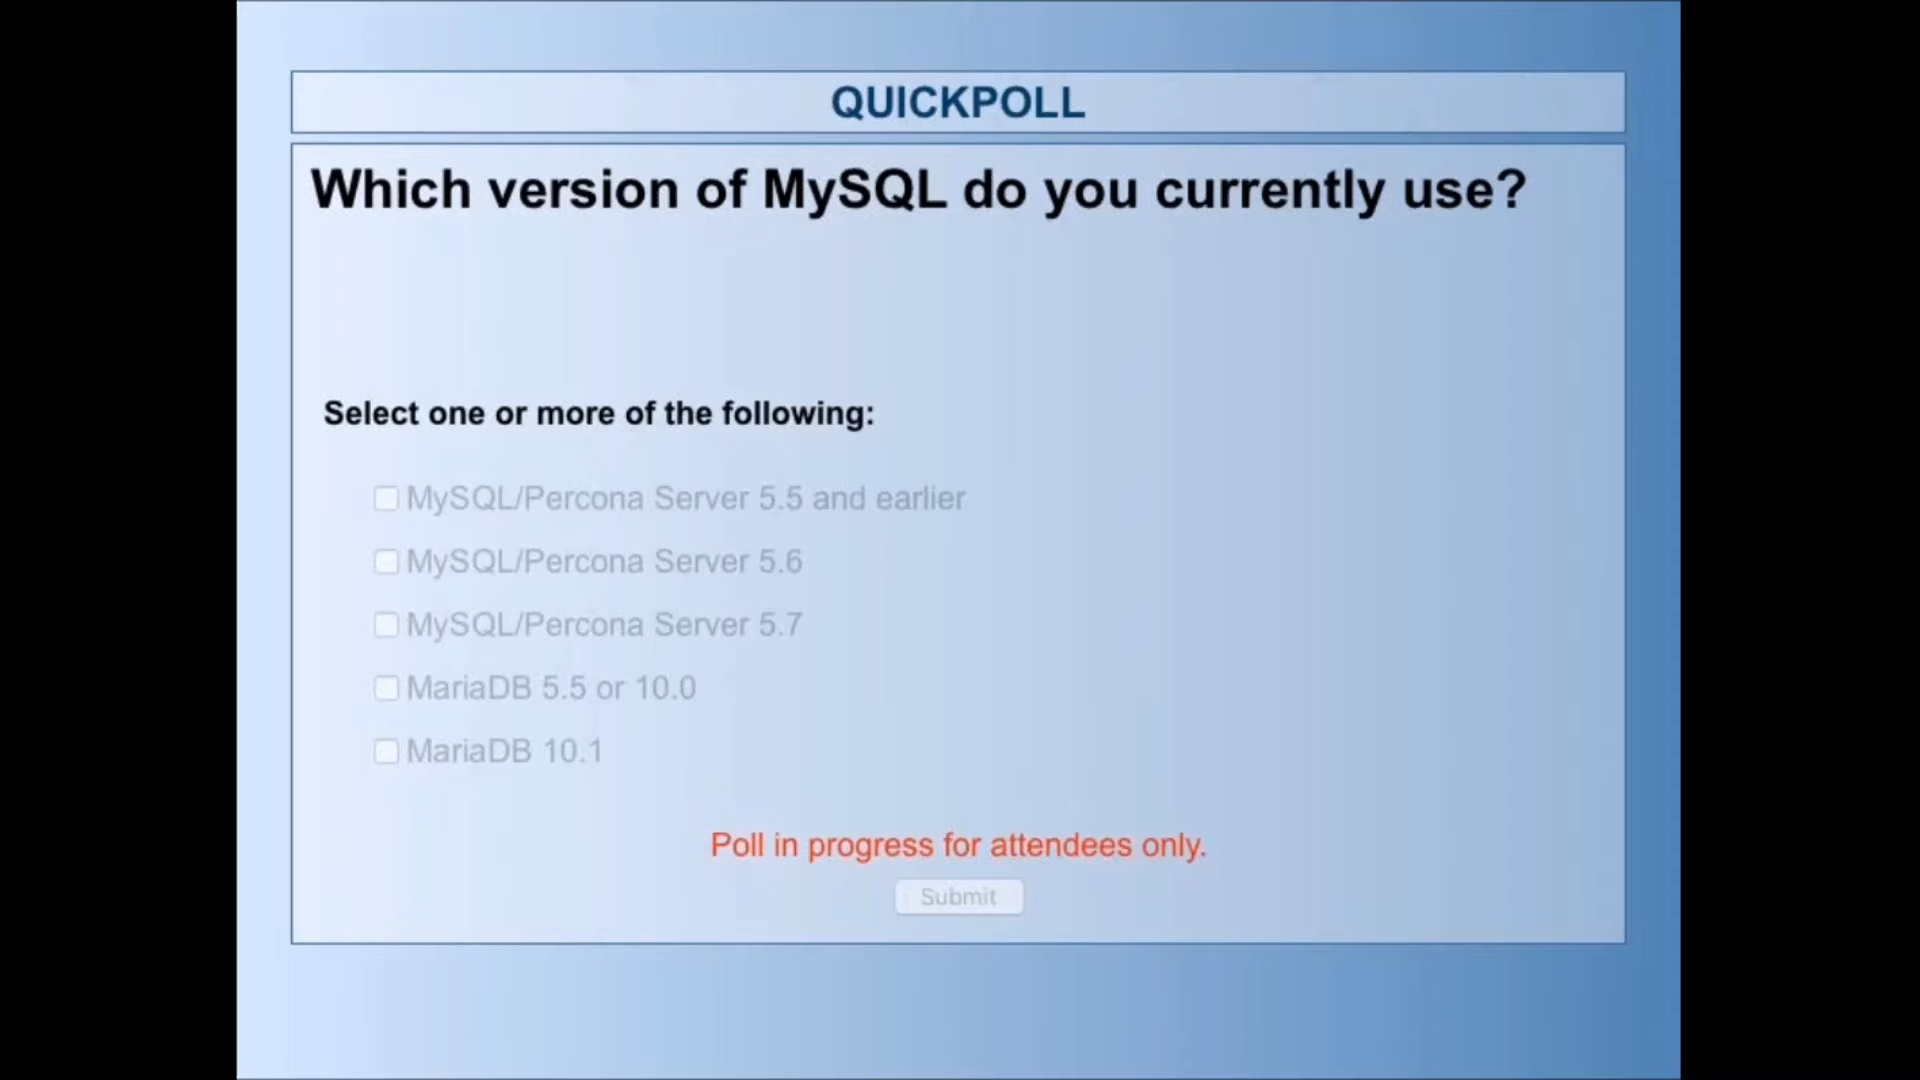 QUICKPOLL
Which version of MySQL do you currently use?
Select one or more of the following:
MySQL/Percona Server 5.5 and earlier
MySQL/Percona Server 5.6
MySQL/Percona Server 5.7
MariaDB 5.5 or 10.0
MariaDB 10.1
Poll in progress for attendees only.
Submit